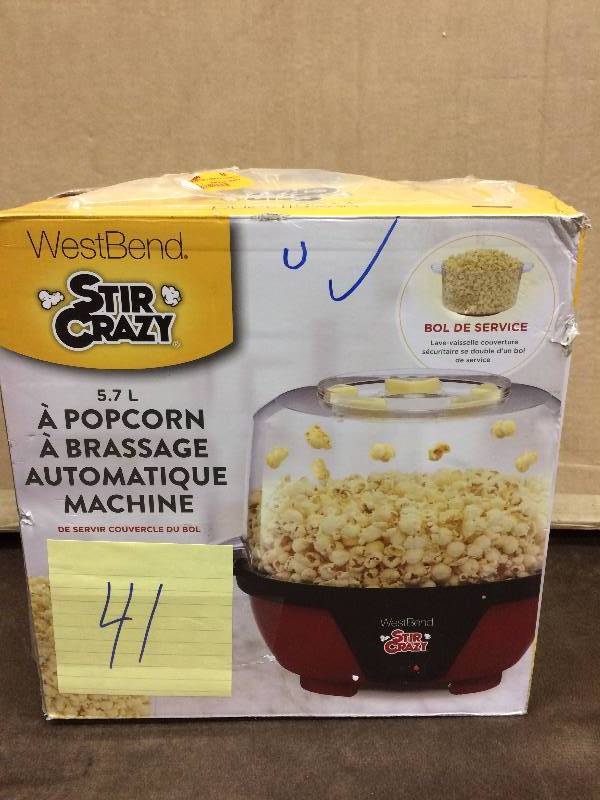 WestBend®
STIR
CRAZY®
5.7 L
À POPCORN
À BRASSAGE
AUTOMATIQUE
MACHINE
DE SERVIR COUVERCLE DU BOL
U
BOL DE SERVICE
Lave-vaisselle couverture
sécuritaire se double d'un bol
de service
WestBend
STIR
CRAZY
41